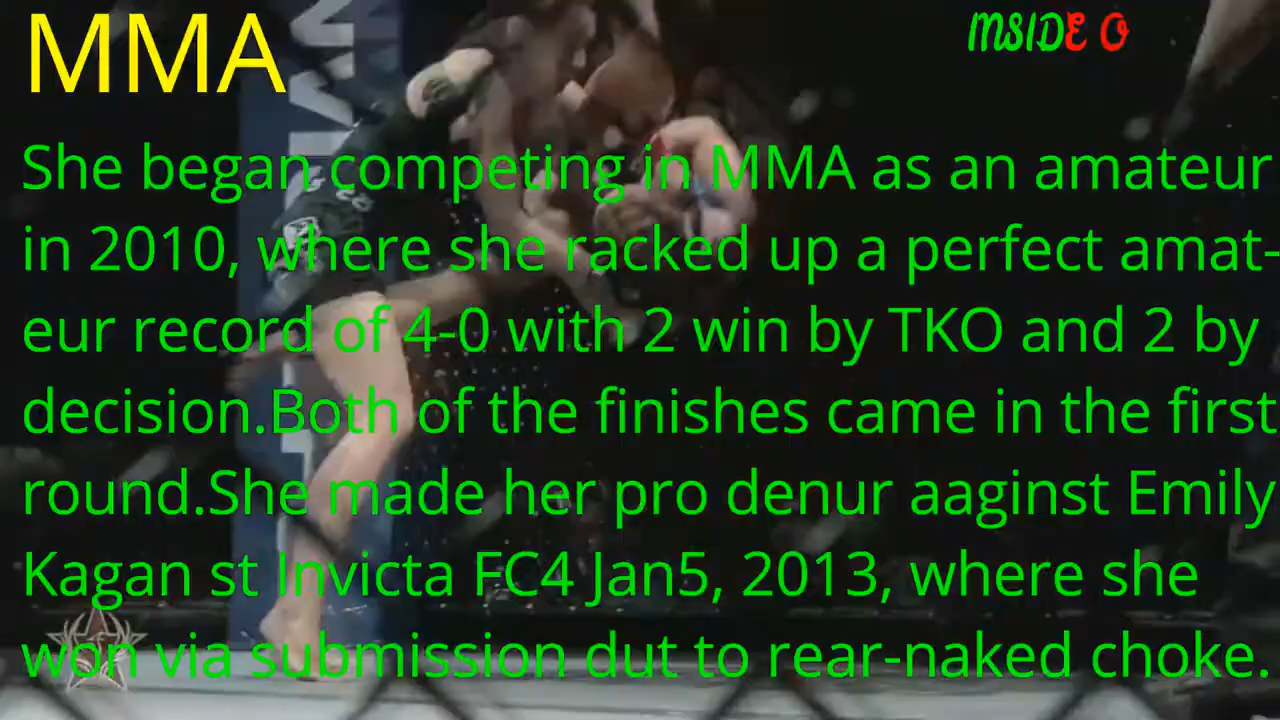 MMA
INSIDE O
She began competing in MMA as an amateur
in 2010, where she racked up a perfect amat-
eur record of 4-0 with 2 win by TKO and 2 by
decision.Both of the finishes came in the first
round.She made her pro denur aaginst Emily
Kagan st Invicta FC4 Jan5, 2013, where she
won via submission dut to rear-naked choke.